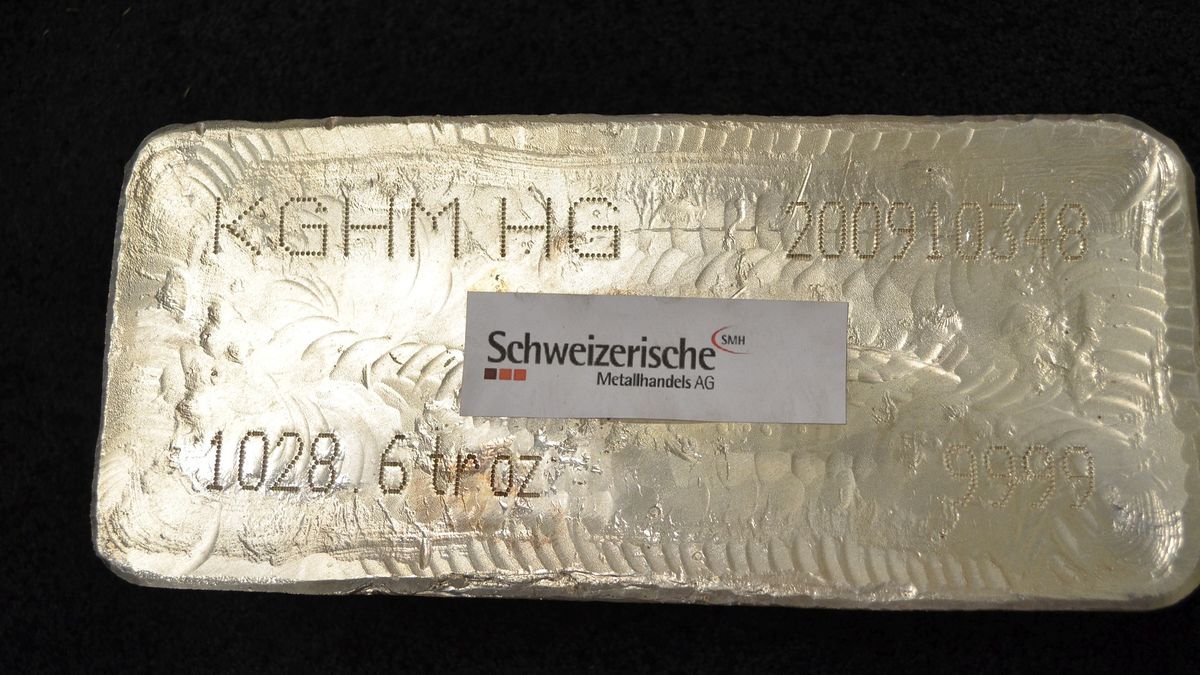 KGHM HG 200910348
Schweizerische SMH
Metallhandels AG
1028.6 tr oz 9999